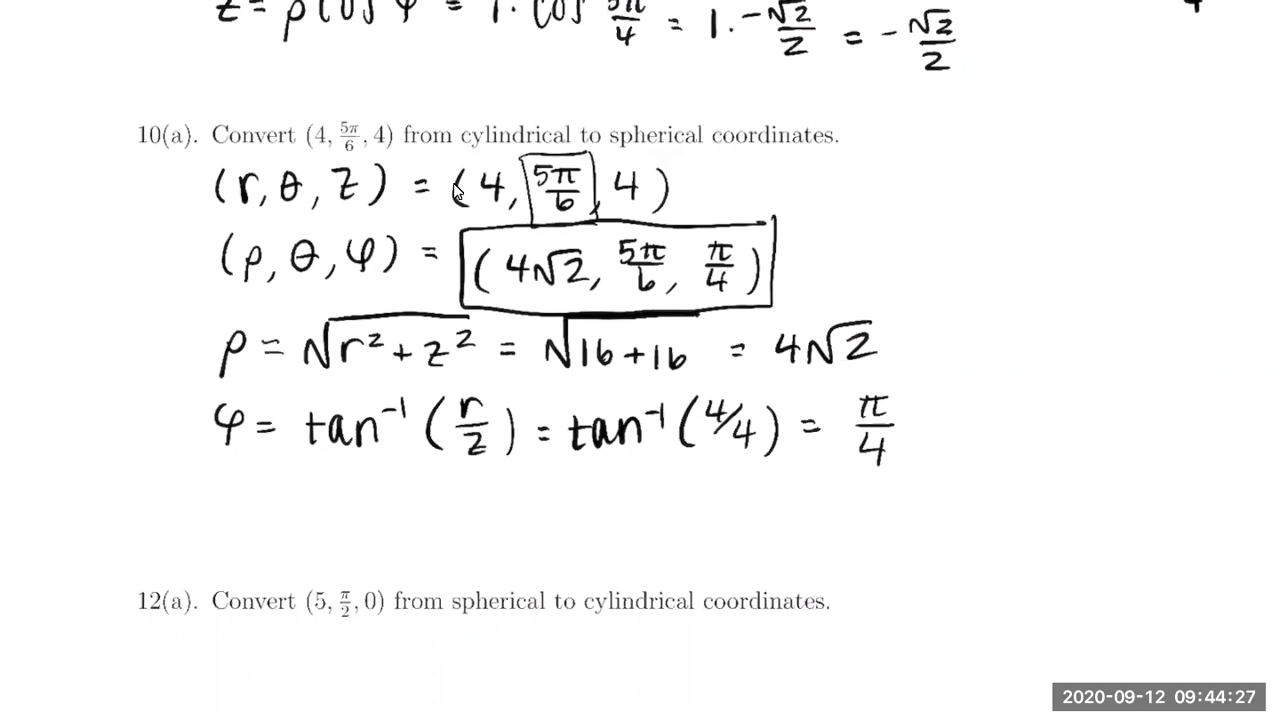 z = ρ cos φ = 1 · cos 5π/4 = 1 · -√2/2 = -√2/2
10(a). Convert (4, 5π/6, 4) from cylindrical to spherical coordinates.
(r, θ, z) = (4, 5π/6, 4)
(ρ, θ, φ) = (4√2, 5π/6, π/4)
ρ = √(r² + z²) = √(16+16) = 4√2
φ = tan⁻¹(r/z) = tan⁻¹(4/4) = π/4
12(a). Convert (5, π/2, 0) from spherical to cylindrical coordinates.
2020-09-12 09:44:27